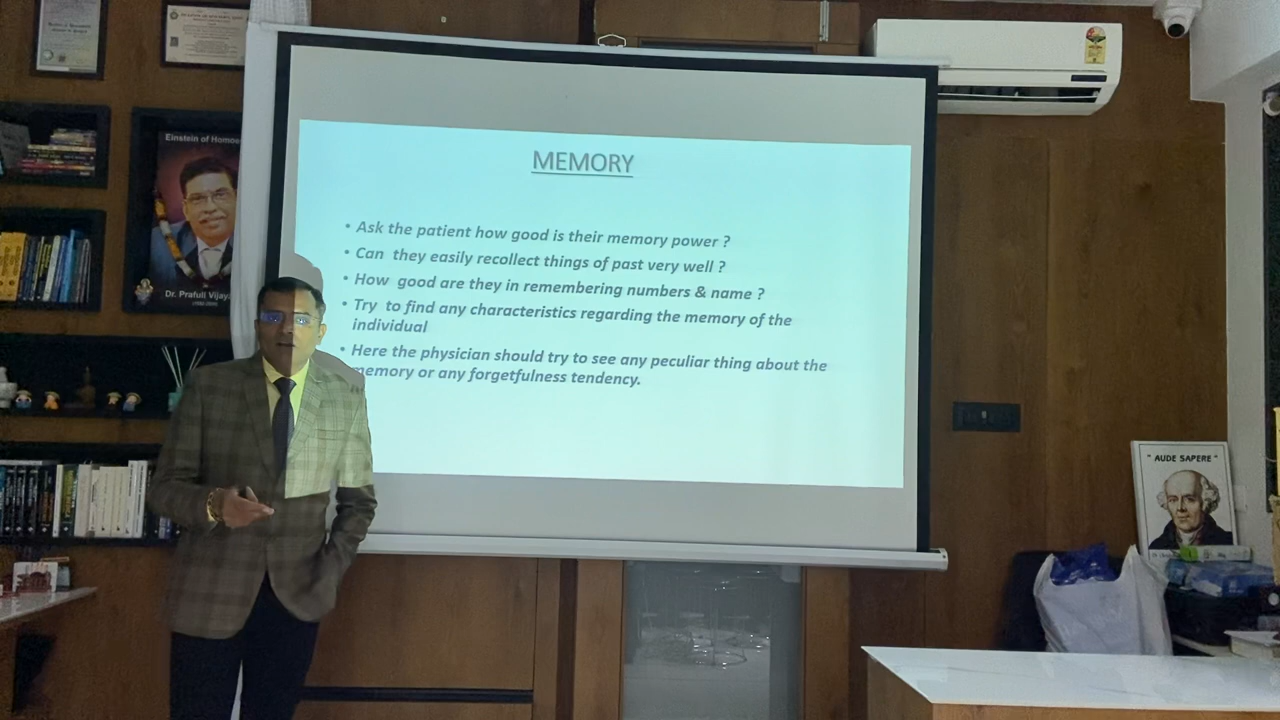 Einstein of Homoe
Dr. Prafull Vijay
MEMORY
• Ask the patient how good is their memory power ?
• Can they easily recollect things of past very well ?
• How good are they in remembering numbers & name ?
• Try to find any characteristics regarding the memory of the
individual
• Here the physician should try to see any peculiar thing about the
memory or any forgetfulness tendency.
" AUDE SAPERE "